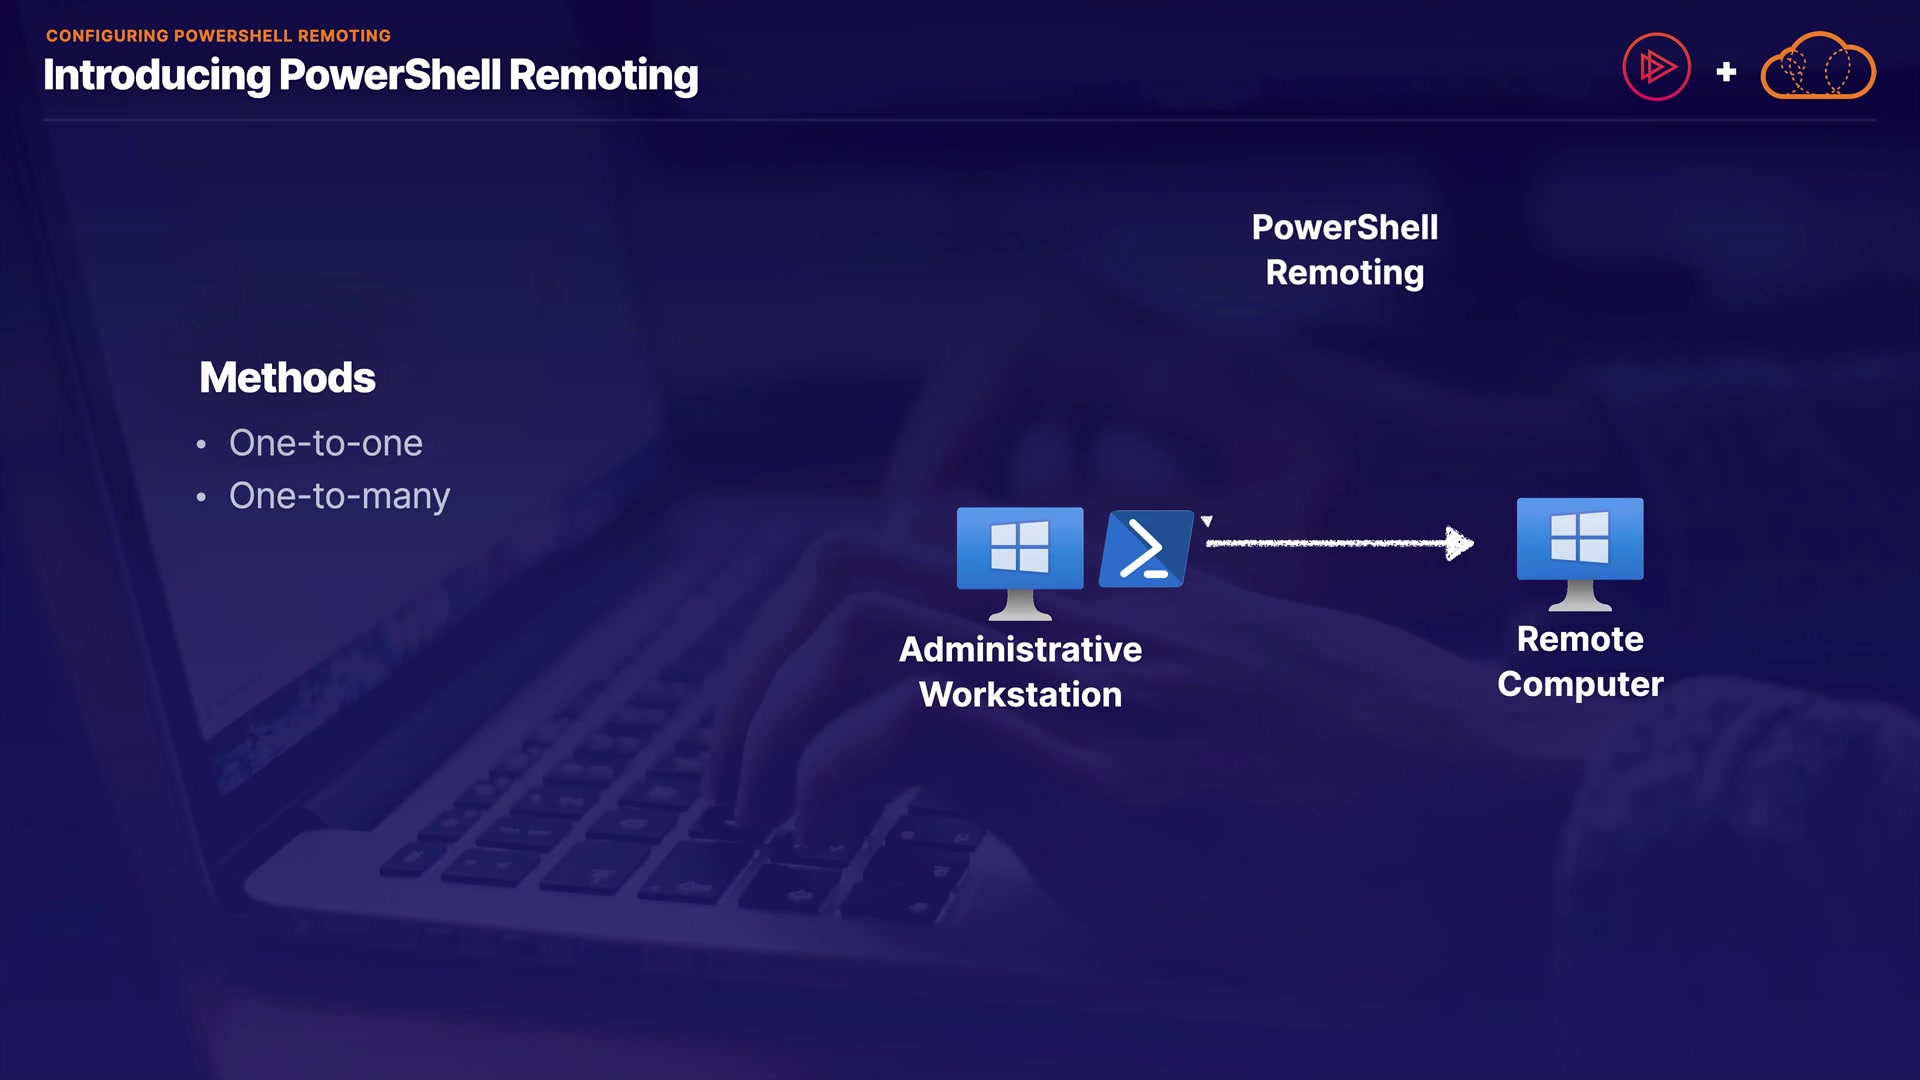 CONFIGURING POWERSHELL REMOTING
Introducing PowerShell Remoting
+
Methods
• One-to-one
• One-to-many
PowerShell
Remoting
Administrative
Workstation
Remote
Computer